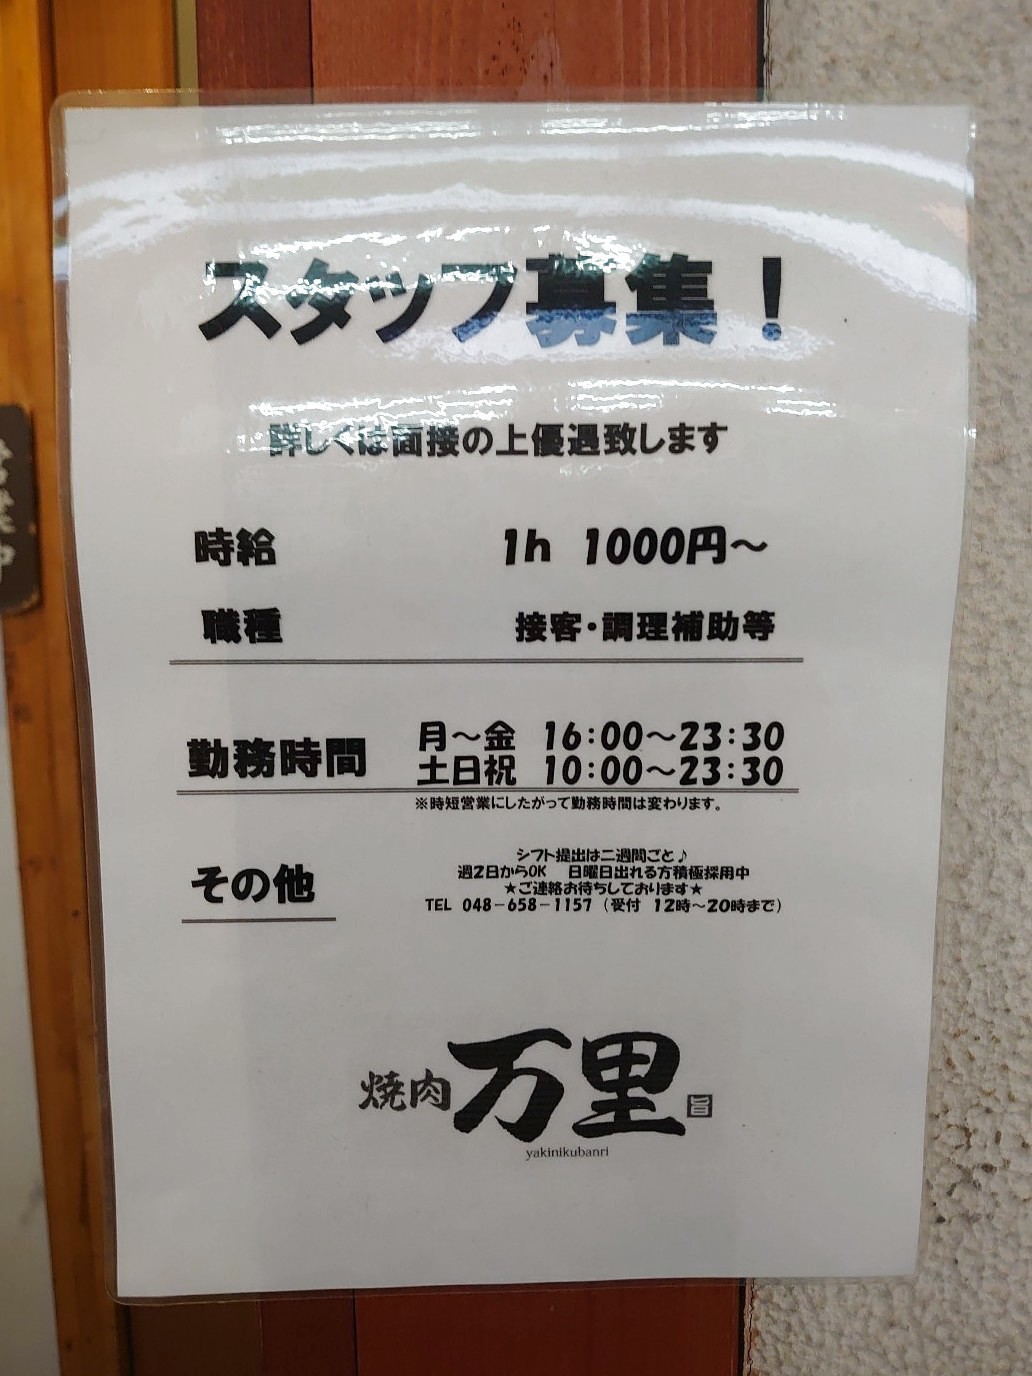 スタッフ募集！
詳しくは面接の上優遇致します
時給 1h 1000円～
職種 接客・調理補助等
勤務時間 月～金 16:00～23:30
土日祝 10:00～23:30
※時短営業にしたがって勤務時間は変わります。
シフト提出は二週間ごと♪
その他 週2日からOK 日曜日出れる方積極採用中
★ご連絡お待ちしております★
TEL 048-658-1157 (受付 12時～20時まで)
焼肉 万里 旨
yakinikubanri